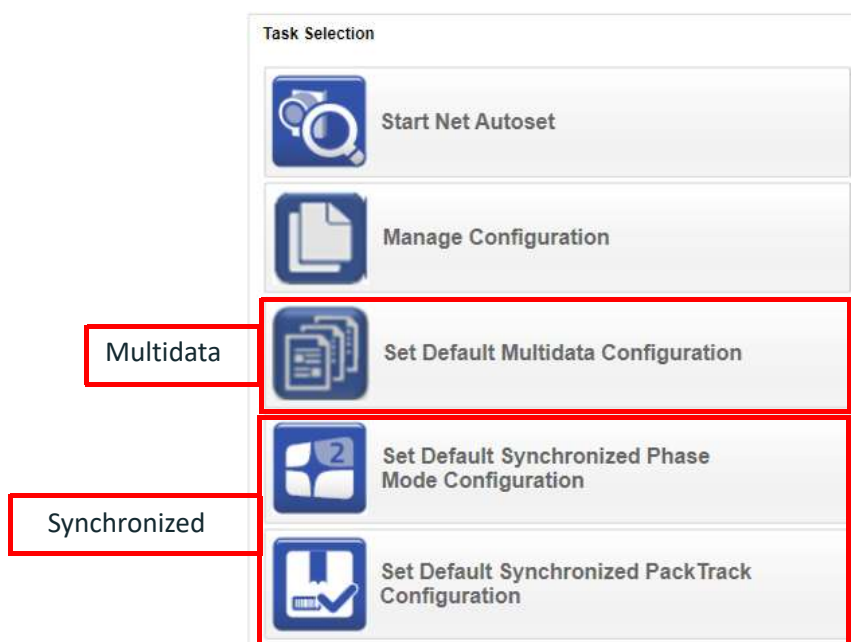 Task Selection
Start Net Autoset
Manage Configuration
Multidata
Set Default Multidata Configuration
2
Set Default Synchronized Phase
Mode Configuration
Synchronized
Set Default Synchronized PackTrack
Configuration